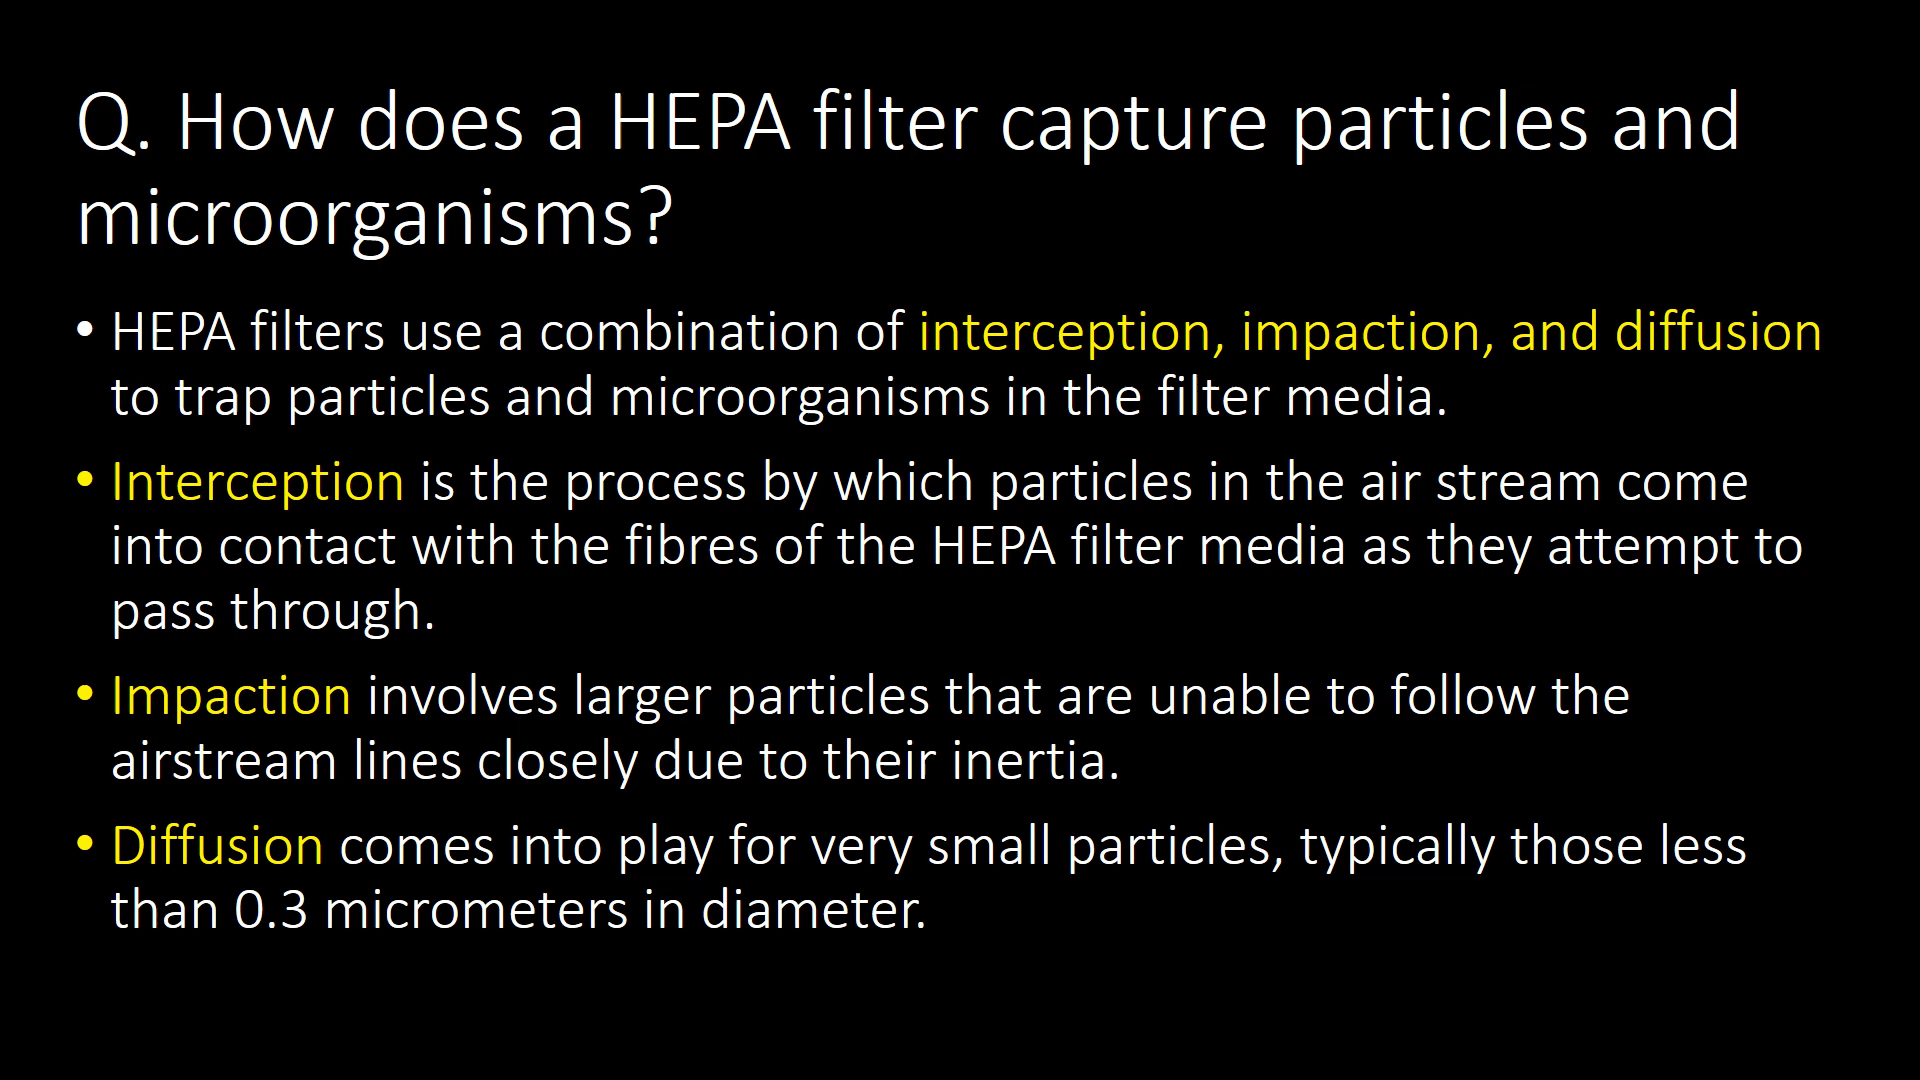 Q. How does a HEPA filter capture particles and
microorganisms?
• HEPA filters use a combination of interception, impaction, and diffusion
to trap particles and microorganisms in the filter media.
• Interception is the process by which particles in the air stream come
into contact with the fibres of the HEPA filter media as they attempt to
pass through.
• Impaction involves larger particles that are unable to follow the
airstream lines closely due to their inertia.
• Diffusion comes into play for very small particles, typically those less
than 0.3 micrometers in diameter.